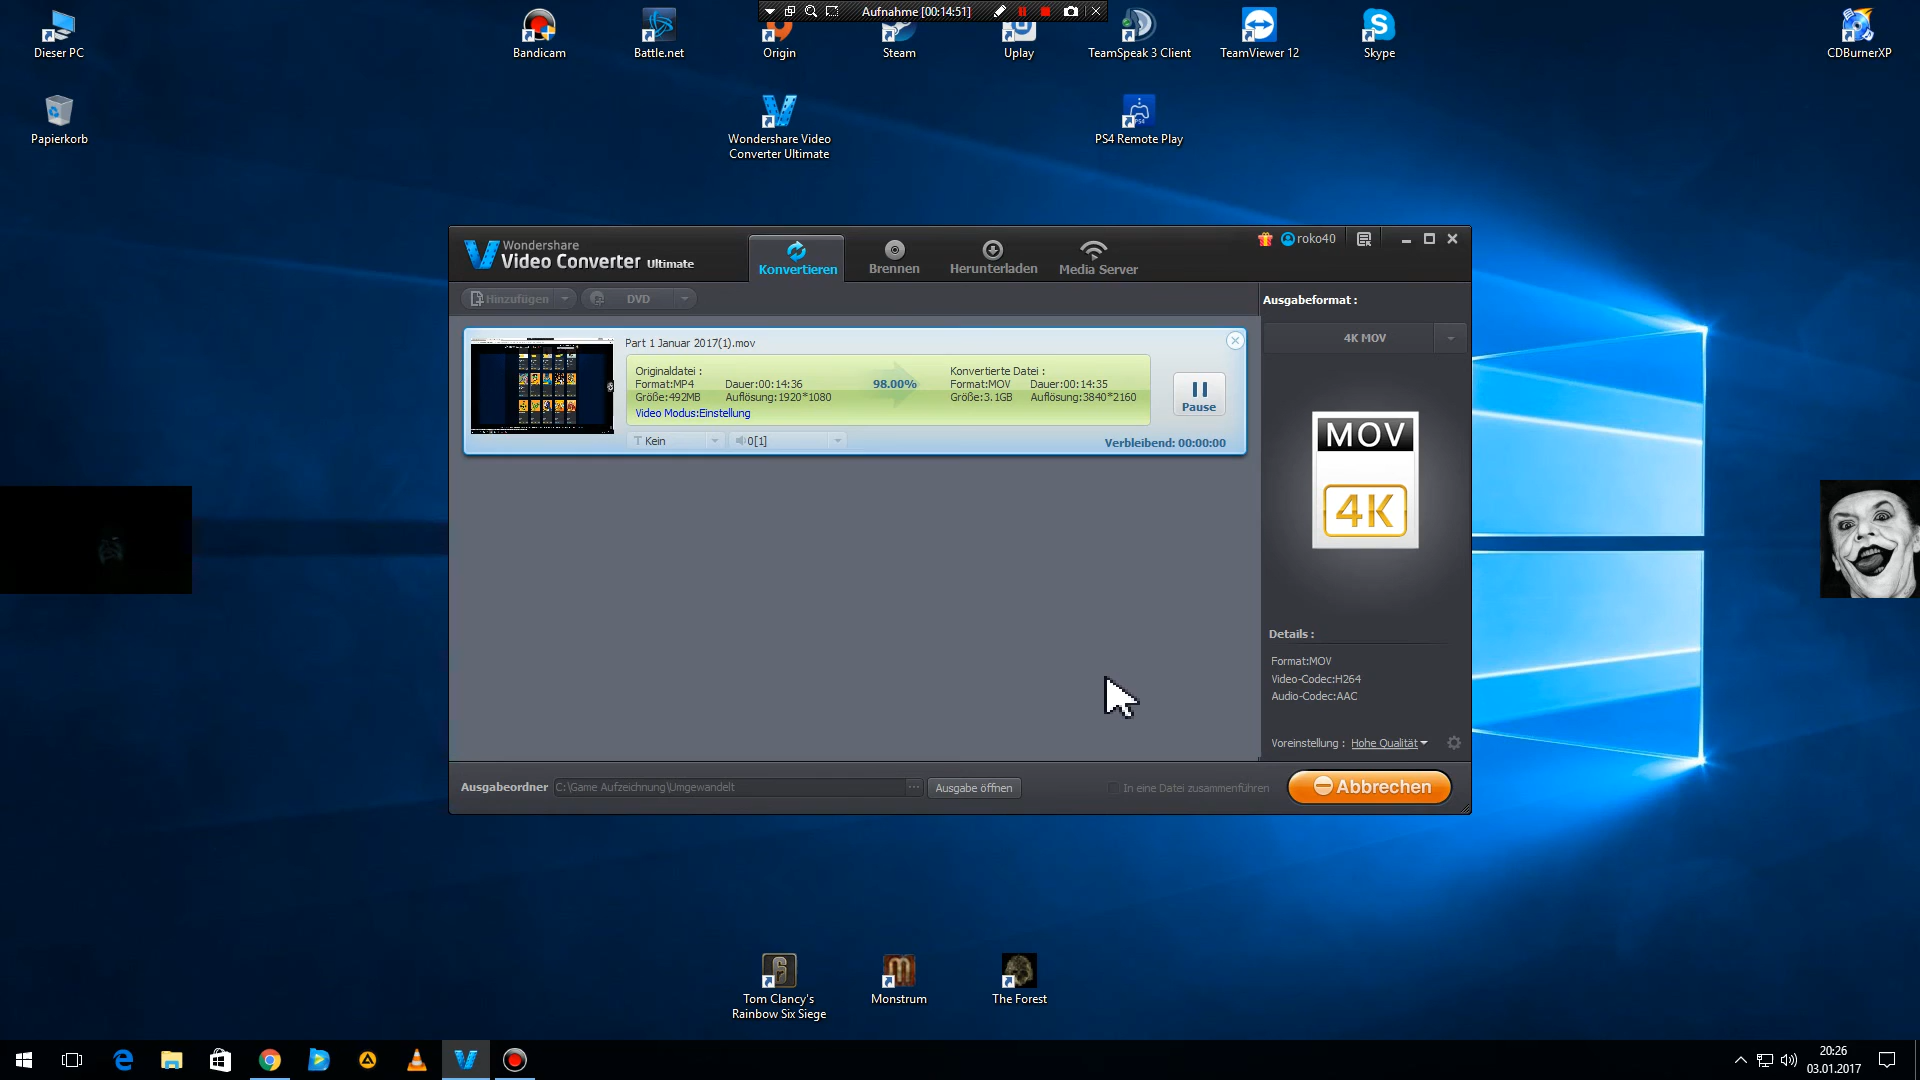 Aufnahme [00:14:51]
Dieser PC
Bandicam
Battle.net
Origin
Steam
Uplay
TeamSpeak 3 Client
TeamViewer 12
Skype
CDBurnerXP
Papierkorb
Wondershare Video
Converter Ultimate
PS4
PS4 Remote Play
Wondershare
Video Converter Ultimate
Konvertieren
Brennen
Herunterladen
Media Server
roko40
Hinzufügen
DVD
Ausgabeformat :
4K MOV
Part 1 Januar 2017(1).mov
Originaldatei :
Format:MP4
Dauer:00:14:36
Größe:492MB
Auflösung:1920*1080
Video Modus:Einstellung
98.00%
Konvertierte Datei :
Format:MOV
Dauer:00:14:35
Größe:3.1GB
Auflösung:3840*2160
Pause
T Kein
0[1]
Verbleibend: 00:00:00
MOV
4K
Details :
Format:MOV
Video-Codec:H264
Audio-Codec:AAC
Voreinstellung : Hohe Qualität
Ausgabeordner
C:\Game Aufzeichnung\Umgewandelt
...
Ausgabe öffnen
In eine Datei zusammenführen
Abbrechen
Tom Clancy's
Rainbow Six Siege
Monstrum
The Forest
20:26
03.01.2017